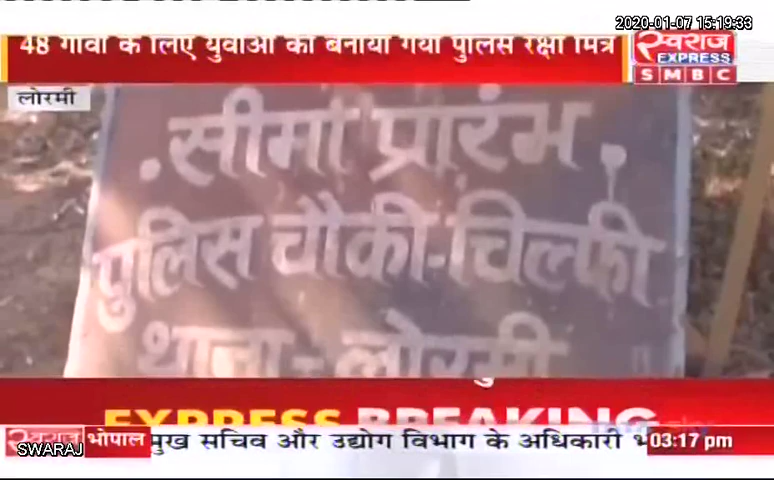 2020-01-07 15:19:33
48 गांवों के लिए युवाओं को बनाया गया पुलिस रक्षा मित्र
स्वराज
EXPRESS
SMBC
लोरमी
सीमा प्रारंभ
पुलिस चौकी-चिल्फी
थाना - लोरमी
EXPRESS BREAKING
स्वराज
SWARAJ
भोपाल
मुख सचिव और उद्योग विभाग के अधिकारी भ
03:17 pm